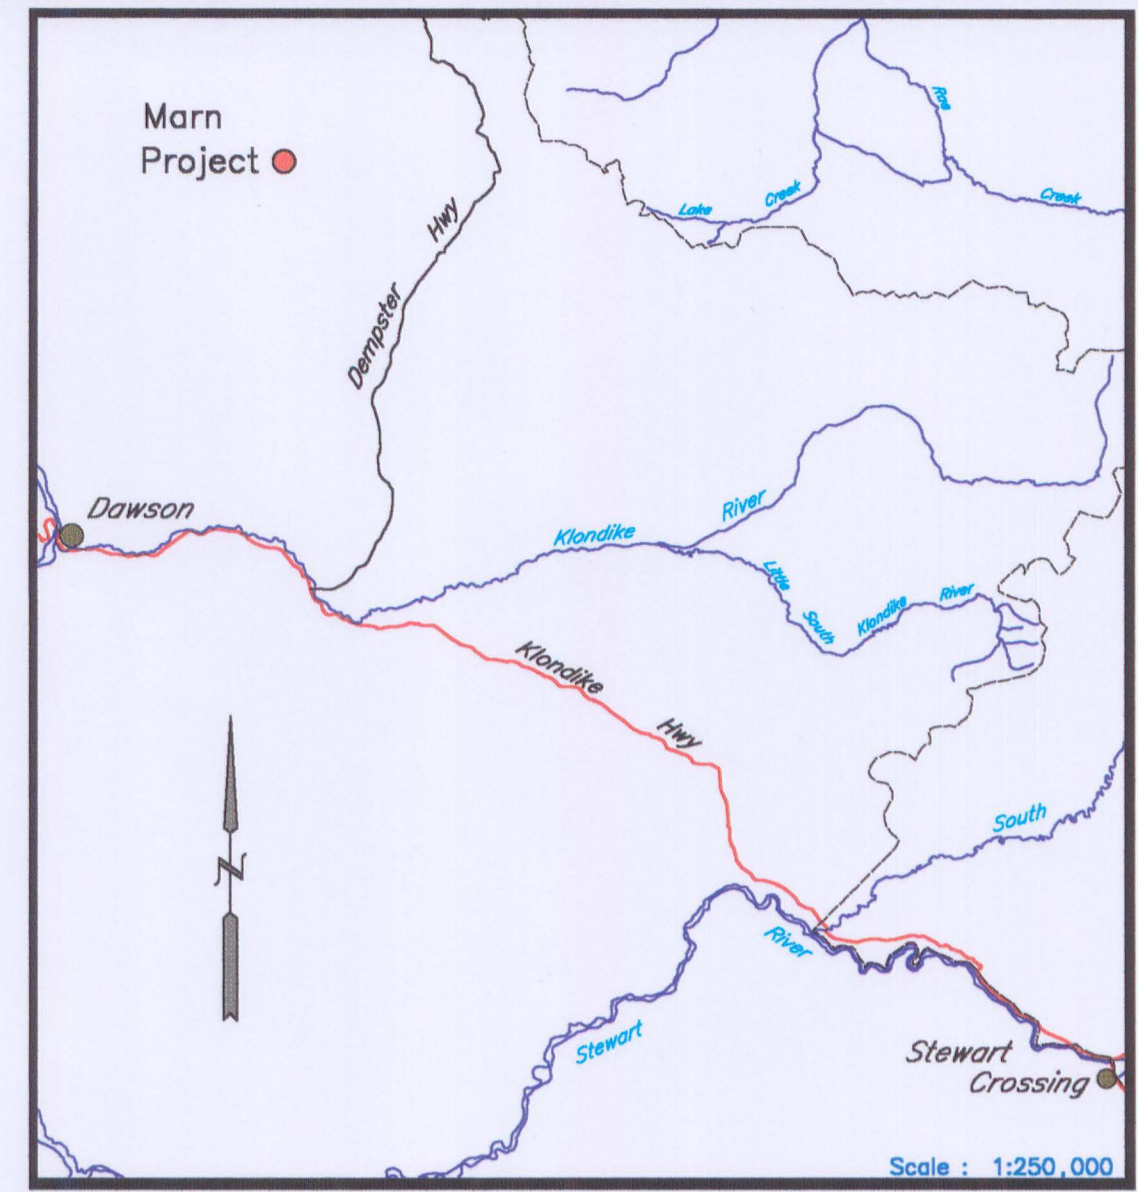 Marn
Project
Rae
Creek
Lake
Creek
Hwy
Dempster
Dawson
River
Klondike
Little
South
Klondike
River
Klondike
Hwy
N
South
River
Stewart
Stewart
Crossing
Scale : 1:250,000